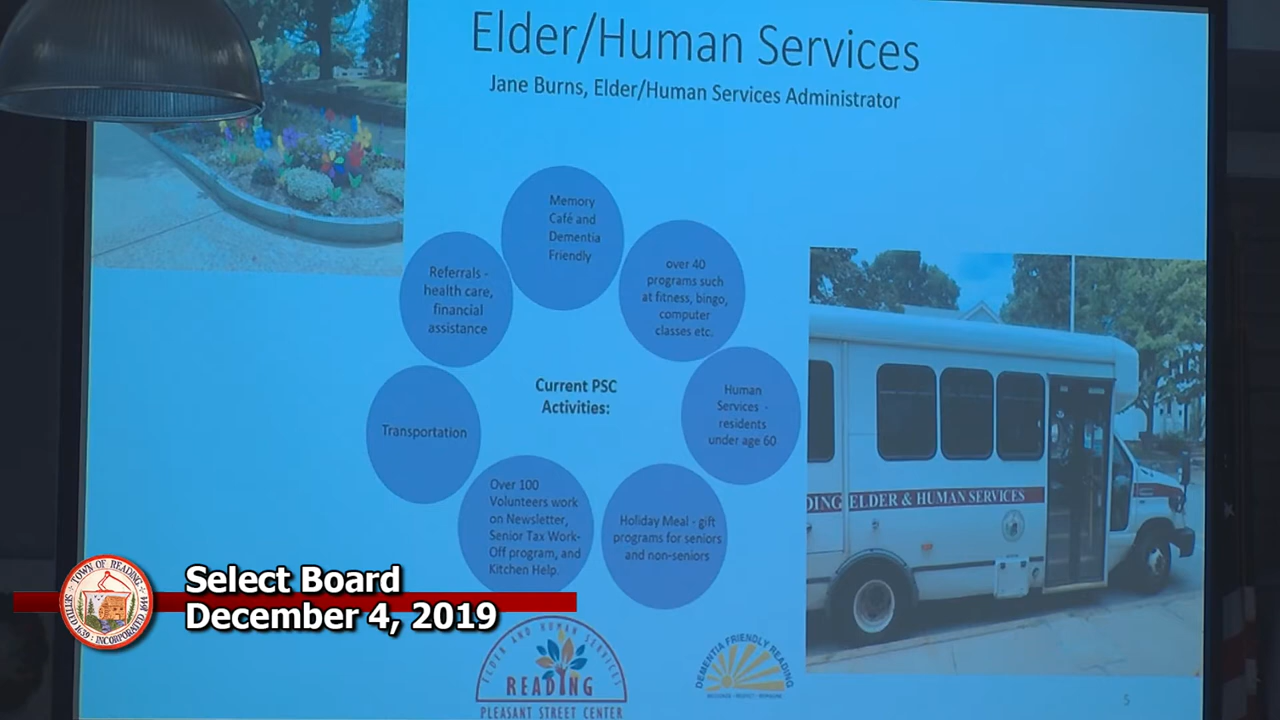 Elder/Human Services
Jane Burns, Elder/Human Services Administrator
Memory
Café and
Dementia
Friendly
over 40
programs such
at fitness, bingo,
computer
classes etc.
Human
Services -
residents
under age 60
Holiday Meal - gift
programs for seniors
and non-seniors
Over 100
Volunteers work
on Newsletter,
Senior Tax Work-
Off program, and
Kitchen Help.
Transportation
Referrals -
health care,
financial
assistance
Current PSC
Activities:
DING ELDER & HUMAN SERVICES
TOWN OF READING
SETTLED 1639 · INCORPORATED 1644
Select Board
December 4, 2019
ELDER AND HUMAN SERVICES
READING
PLEASANT STREET CENTER
DEMENTIA FRIENDLY READING
5